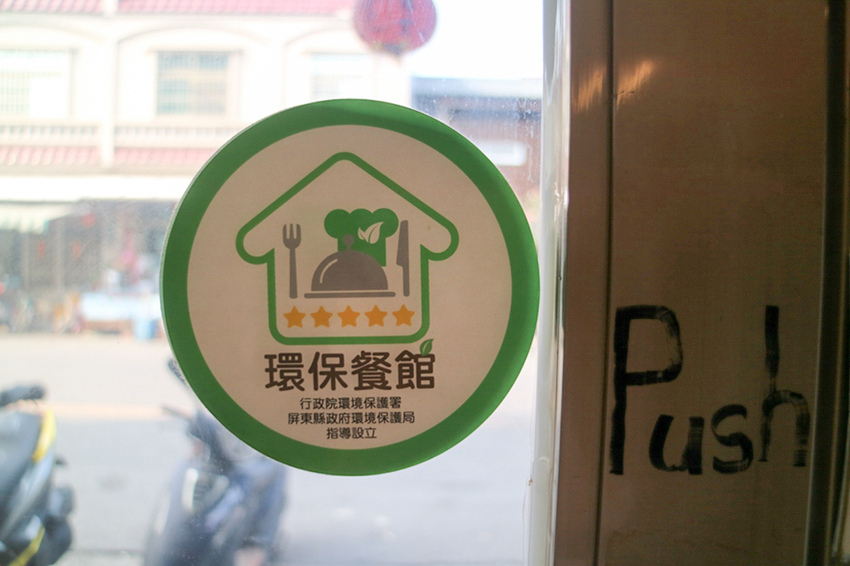 環保餐館
行政院環境保護署
屏東縣政府環境保護局
指導設立
Push